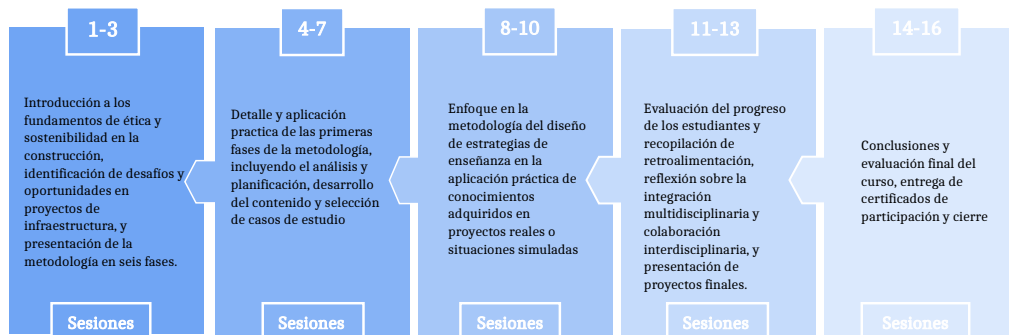 1-3
Introducción a los
fundamentos de ética y
sostenibilidad en la
construcción,
identificación de desafíos y
oportunidades en
proyectos de
infraestructura, y
presentación de la
metodología en seis fases.
Sesiones
4-7
Detalle y aplicación
practica de las primeras
fases de la metodología,
incluyendo el análisis y
planificación, desarrollo
del contenido y selección
de casos de estudio
Sesiones
8-10
Enfoque en la
metodología del diseño
de estrategias de
enseñanza en la
aplicación práctica de
conocimientos
adquiridos en
proyectos reales o
situaciones simuladas
Sesiones
11-13
Evaluación del progreso
de los estudiantes y
recopilación de
retroalimentación,
reflexión sobre la
integración
multidisciplinaria y
colaboración
interdisciplinaria, y
presentación de
proyectos finales.
Sesiones
14-16
Conclusiones y
evaluación final del
curso, entrega de
certificados de
participación y cierre
Sesiones